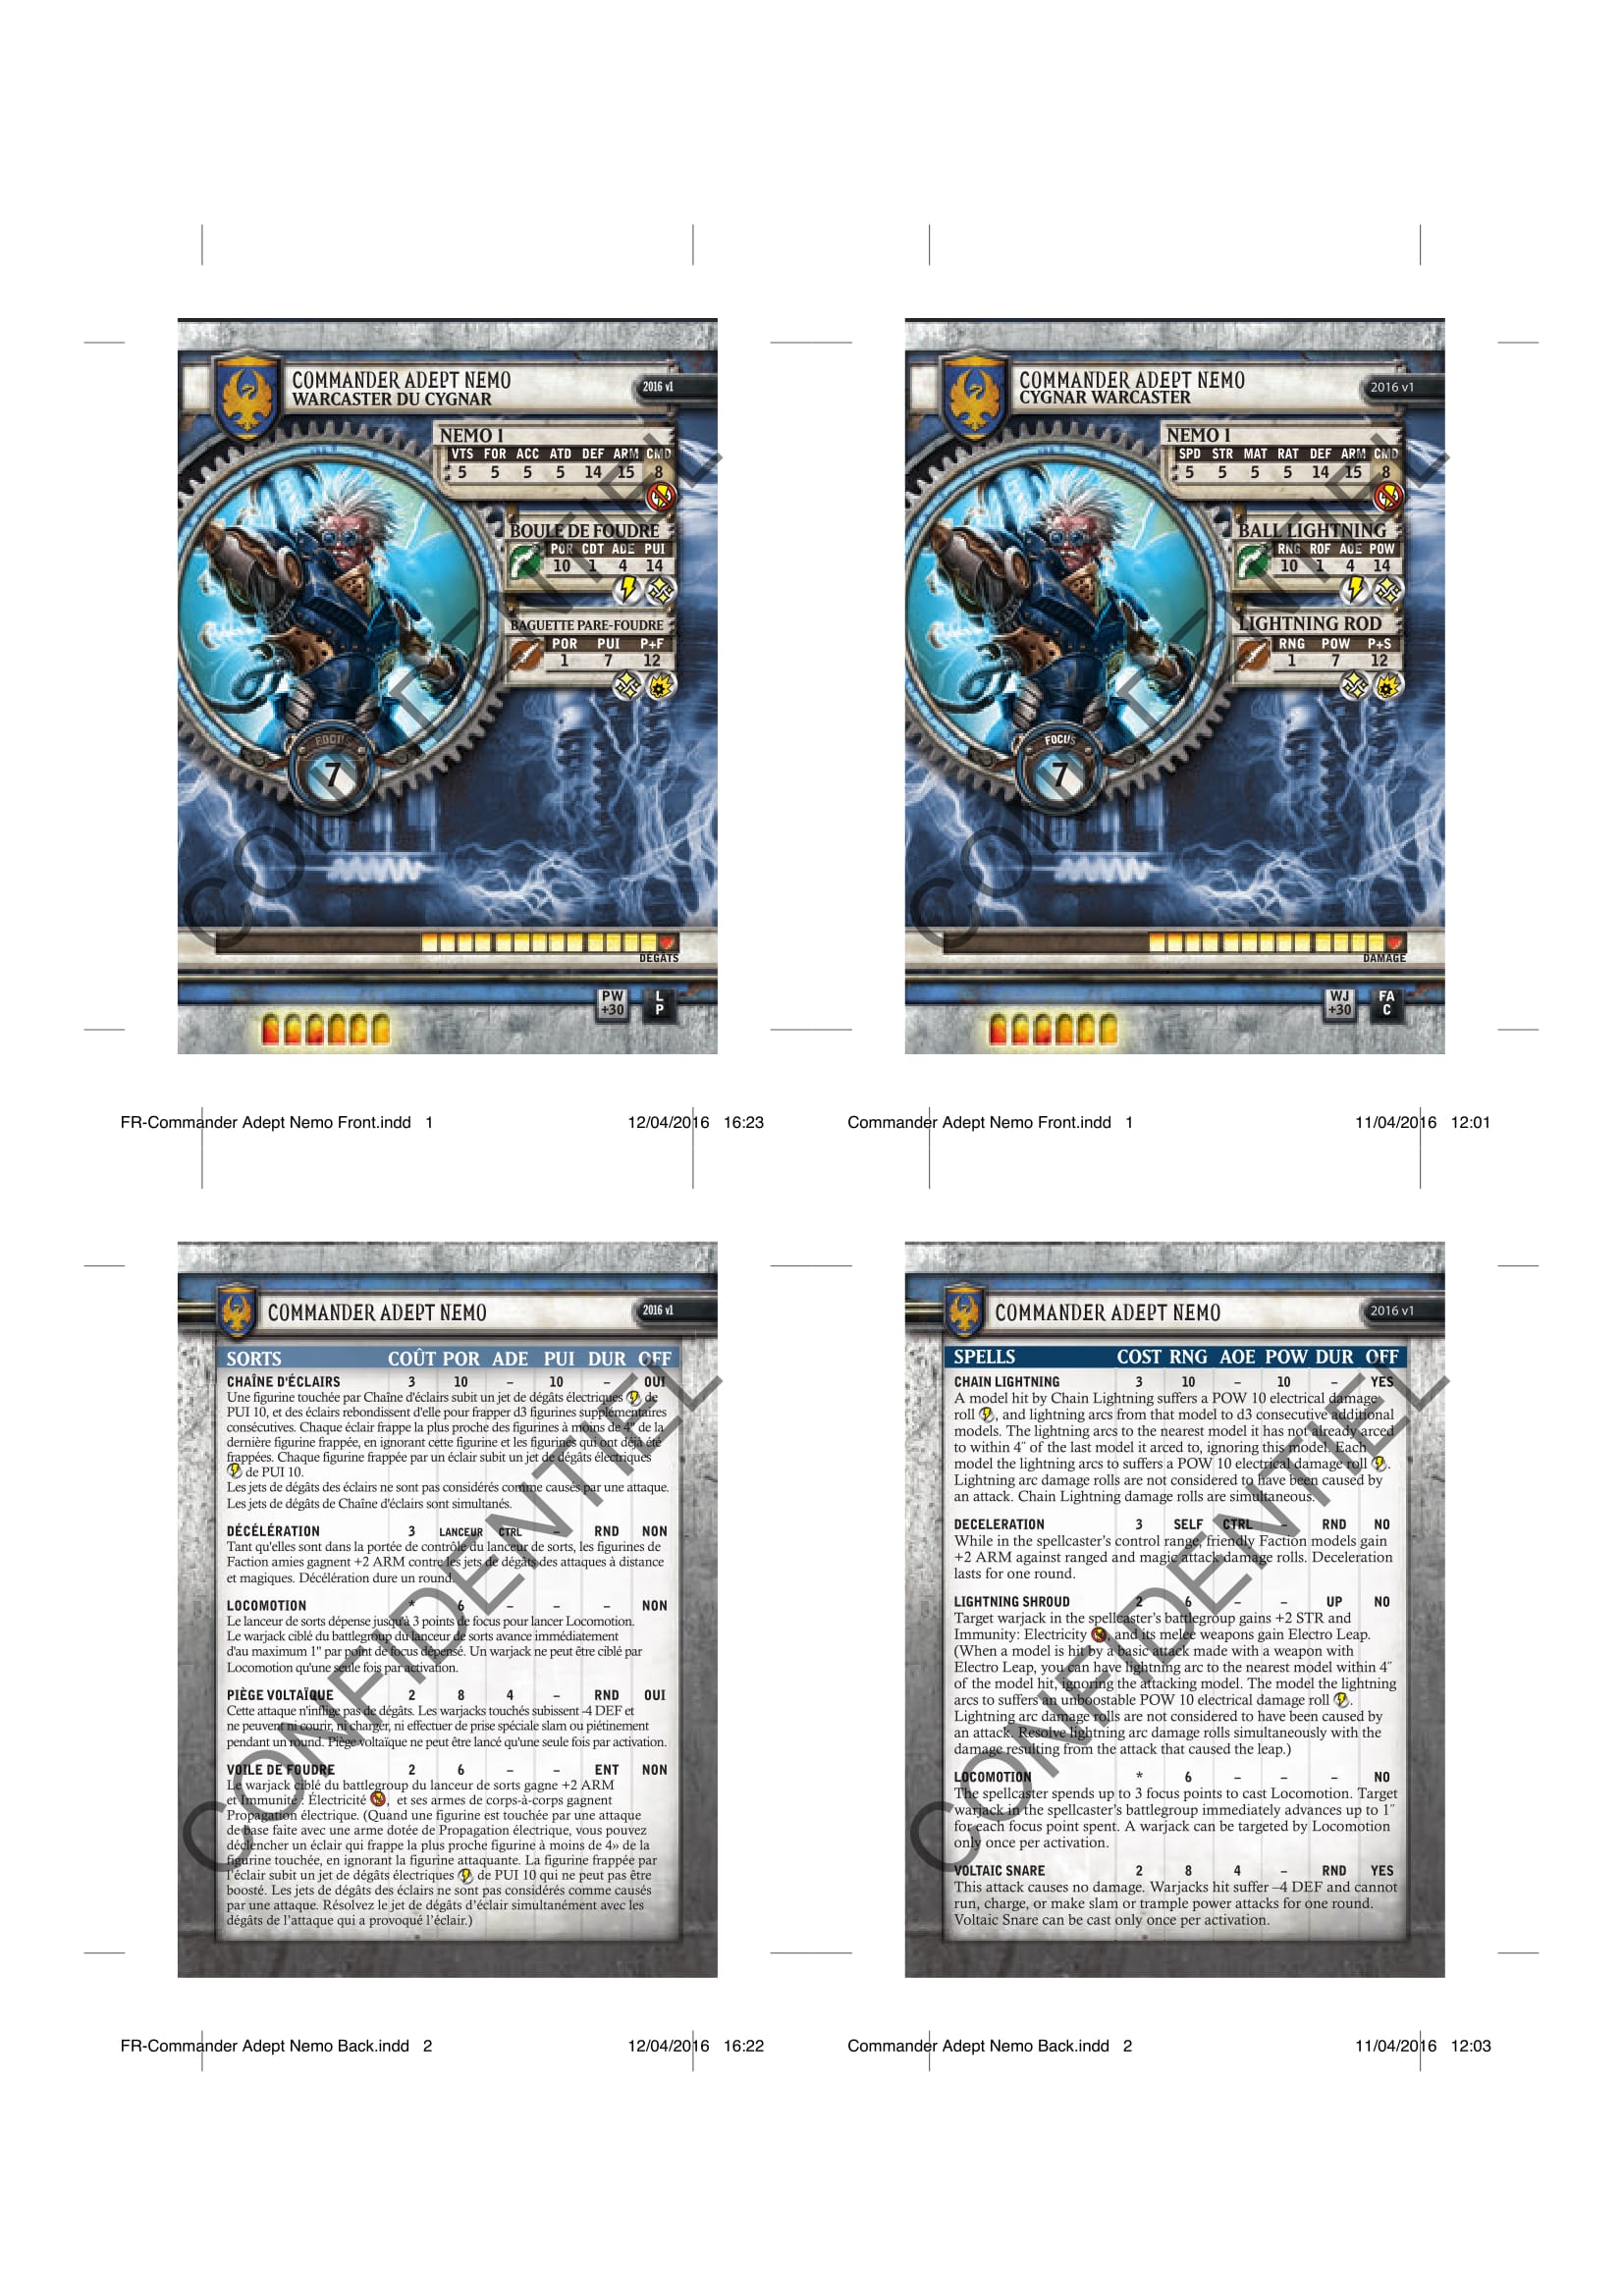 COMMANDER ADEPT NEMO
WARCASTER DU CYGNAR
2016 v1
NEMO 1
VTS FOR ACC ATD DEF ARM CMD
5 5 5 5 14 15 8
BOULE DE FOUDRE
POR CDT ADE PUI
10 1 4 14
BAGUETTE PARE-FOUDRE
POR PUI P+F
1 7 12
FOCUS
7
DÉGÂTS
PW
+30
L
P
CONFIDENTIEL
FR-Commander Adept Nemo Front.indd 1
12/04/2016 16:23
COMMANDER ADEPT NEMO
CYGNAR WARCASTER
2016 v1
NEMO 1
SPD STR MAT RAT DEF ARM CMD
5 5 5 5 14 15 8
BALL LIGHTNING
RNG ROF AOE POW
10 1 4 14
LIGHTNING ROD
RNG POW P+S
1 7 12
FOCUS
7
DAMAGE
WJ
+30
FA
C
CONFIDENTIEL
Commander Adept Nemo Front.indd 1
11/04/2016 12:01
COMMANDER ADEPT NEMO
2016 v1
SORTS COÛT POR ADE PUI DUR OFF
CHAÎNE D'ÉCLAIRS 3 10 – 10 – OUI
Une figurine touchée par Chaîne d'éclairs subit un jet de dégâts électriques de
PUI 10, et des éclairs rebondissent d'elle pour frapper d3 figurines supplémentaires
consécutives. Chaque éclair frappe la plus proche des figurines à moins de 4" de la
dernière figurine frappée, en ignorant cette figurine et les figurines qui ont déjà été
frappées. Chaque figurine frappée par un éclair subit un jet de dégâts électriques
de PUI 10.
Les jets de dégâts des éclairs ne sont pas considérés comme causés par une attaque.
Les jets de dégâts de Chaîne d'éclairs sont simultanés.
DÉCÉLÉRATION 3 LANCEUR CTRL – RND NON
Tant qu'elles sont dans la portée de contrôle du lanceur de sorts, les figurines de
Faction amies gagnent +2 ARM contre les jets de dégâts des attaques à distance
et magiques. Décélération dure un round.
LOCOMOTION * 6 – – – NON
Le lanceur de sorts dépense jusqu'à 3 points de focus pour lancer Locomotion.
Le warjack ciblé du battlegroup du lanceur de sorts avance immédiatement
d'au maximum 1" par point de focus dépensé. Un warjack ne peut être ciblé par
Locomotion qu'une seule fois par activation.
PIÈGE VOLTAÏQUE 2 8 4 – RND OUI
Cette attaque n'inflige pas de dégâts. Les warjacks touchés subissent -4 DEF et
ne peuvent ni courir, ni charger, ni effectuer de prise spéciale slam ou piétinement
pendant un round. Piège voltaïque ne peut être lancé qu'une seule fois par activation.
VOILE DE FOUDRE 2 6 – – ENT NON
Le warjack ciblé du battlegroup du lanceur de sorts gagne +2 ARM
et Immunité : Électricité , et ses armes de corps-à-corps gagnent
Propagation électrique. (Quand une figurine est touchée par une attaque
de base faite avec une arme dotée de Propagation électrique, vous pouvez
déclencher un éclair qui frappe la plus proche figurine à moins de 4» de la
figurine touchée, en ignorant la figurine attaquante. La figurine frappée par
l'éclair subit un jet de dégâts électriques de PUI 10 qui ne peut pas être
boosté. Les jets de dégâts des éclairs ne sont pas considérés comme causés
par une attaque. Résolvez le jet de dégâts d'éclair simultanément avec les
dégâts de l'attaque qui a provoqué l'éclair.)
CONFIDENTIEL
FR-Commander Adept Nemo Back.indd 2
12/04/2016 16:22
COMMANDER ADEPT NEMO
2016 v1
SPELLS COST RNG AOE POW DUR OFF
CHAIN LIGHTNING 3 10 – 10 – YES
A model hit by Chain Lightning suffers a POW 10 electrical damage
roll , and lightning arcs from that model to d3 consecutive additional
models. The lightning arcs to the nearest model it has not already arced
to within 4˝ of the last model it arced to, ignoring this model. Each
model the lightning arcs to suffers a POW 10 electrical damage roll .
Lightning arc damage rolls are not considered to have been caused by
an attack. Chain Lightning damage rolls are simultaneous.
DECELERATION 3 SELF CTRL – RND NO
While in the spellcaster's control range, friendly Faction models gain
+2 ARM against ranged and magic attack damage rolls. Deceleration
lasts for one round.
LIGHTNING SHROUD 2 6 – – UP NO
Target warjack in the spellcaster's battlegroup gains +2 STR and
Immunity: Electricity , and its melee weapons gain Electro Leap.
(When a model is hit by a basic attack made with a weapon with
Electro Leap, you can have lightning arc to the nearest model within 4˝
of the model hit, ignoring the attacking model. The model the lightning
arcs to suffers an unboostable POW 10 electrical damage roll .
Lightning arc damage rolls are not considered to have been caused by
an attack. Resolve lightning arc damage rolls simultaneously with the
damage resulting from the attack that caused the leap.)
LOCOMOTION * 6 – – – NO
The spellcaster spends up to 3 focus points to cast Locomotion. Target
warjack in the spellcaster's battlegroup immediately advances up to 1˝
for each focus point spent. A warjack can be targeted by Locomotion
only once per activation.
VOLTAIC SNARE 2 8 4 – RND YES
This attack causes no damage. Warjacks hit suffer –4 DEF and cannot
run, charge, or make slam or trample power attacks for one round.
Voltaic Snare can be cast only once per activation.
CONFIDENTIEL
Commander Adept Nemo Back.indd 2
11/04/2016 12:03